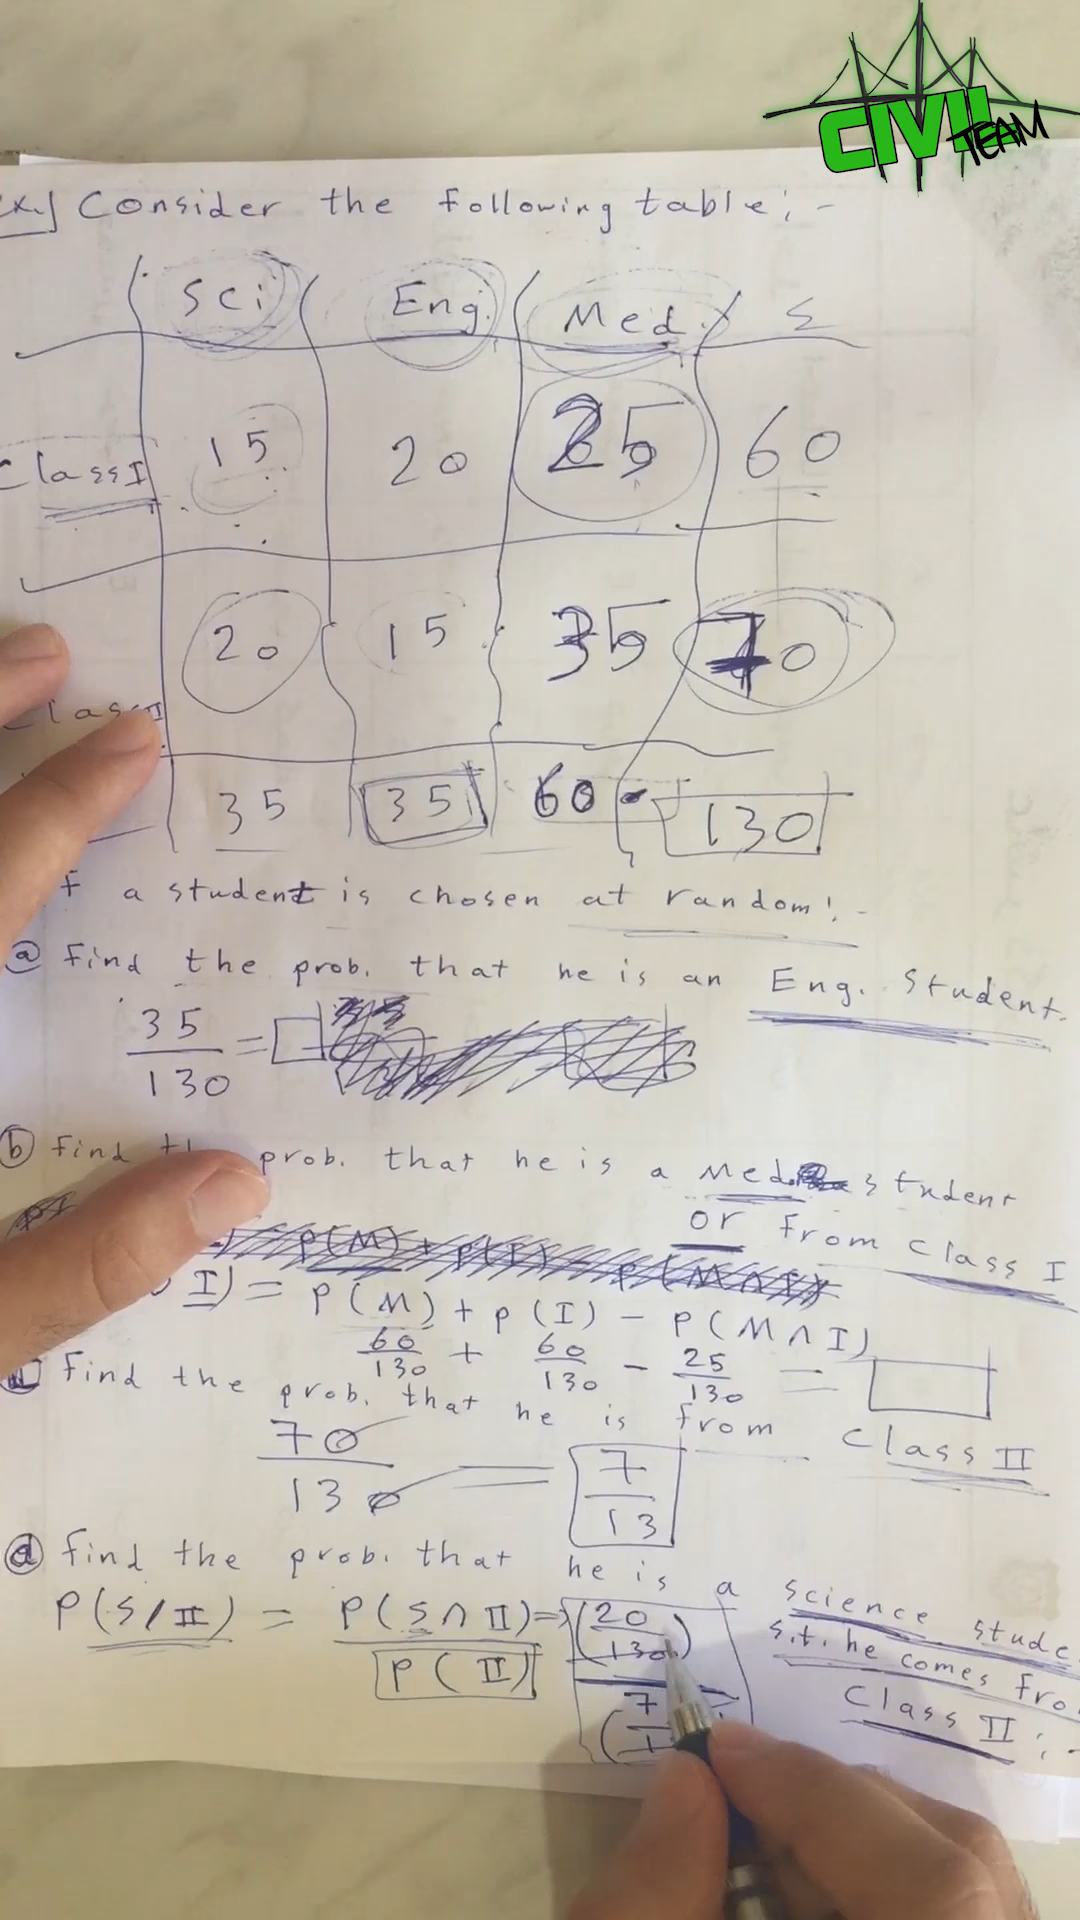 CIVIL TEAM
Ex.] Consider the following table:-
Sci Eng. Med. Σ
Class I 15 20 25 60
Class II 20 15 35 70
35 35 60 130
a student is chosen at random:-
ⓐ Find the prob. that he is an Eng. Student.
35/130 =
ⓑ Find the prob. that he is a Med. student
or from class I
I) = P(M) + P(I) - P(M∩I)
60/130 + 60/130 - 25/130 =
Find the prob. that he is from Class II
70/130 = 7/13
ⓓ Find the prob. that he is a science
s.t. he comes
Class II :-
P(S/II) = P(S∩II)/P(II) => (20/130)
(7/